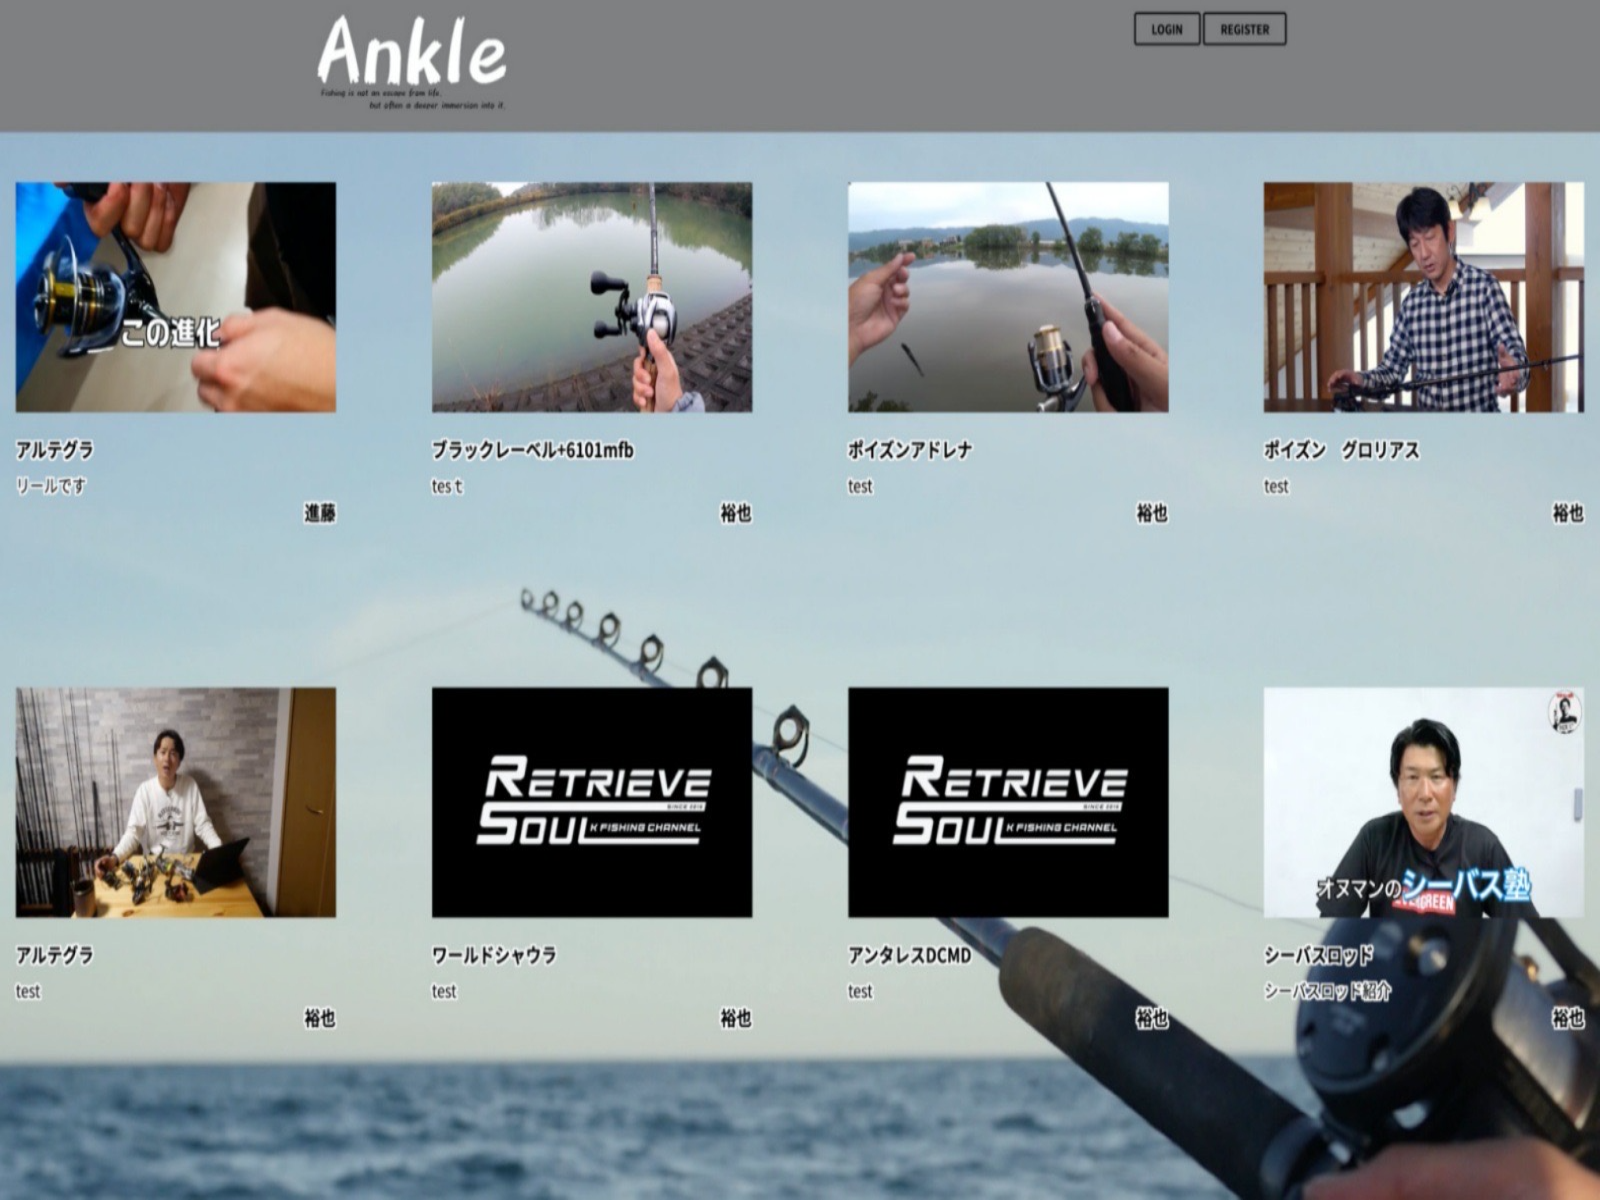 Ankle
Fishing is not an escape from life,
but often a deeper immersion into it.
LOGIN
REGISTER
この進化
アルテグラ
リールです
進藤
ブラックレーベル+6101mfb
tesｔ
裕也
ポイズンアドレナ
test
裕也
ポイズン　グロリアス
test
裕也
アルテグラ
test
裕也
RETRIEVE
SINCE
SOUL K FISHING CHANNEL
ワールドシャウラ
test
裕也
RETRIEVE
SINCE
SOUL K FISHING CHANNEL
アンタレスDCMD
test
裕也
オヌマンのシーバス塾
EVERGREEN
シーバスロッド
シーバスロッド紹介
裕也